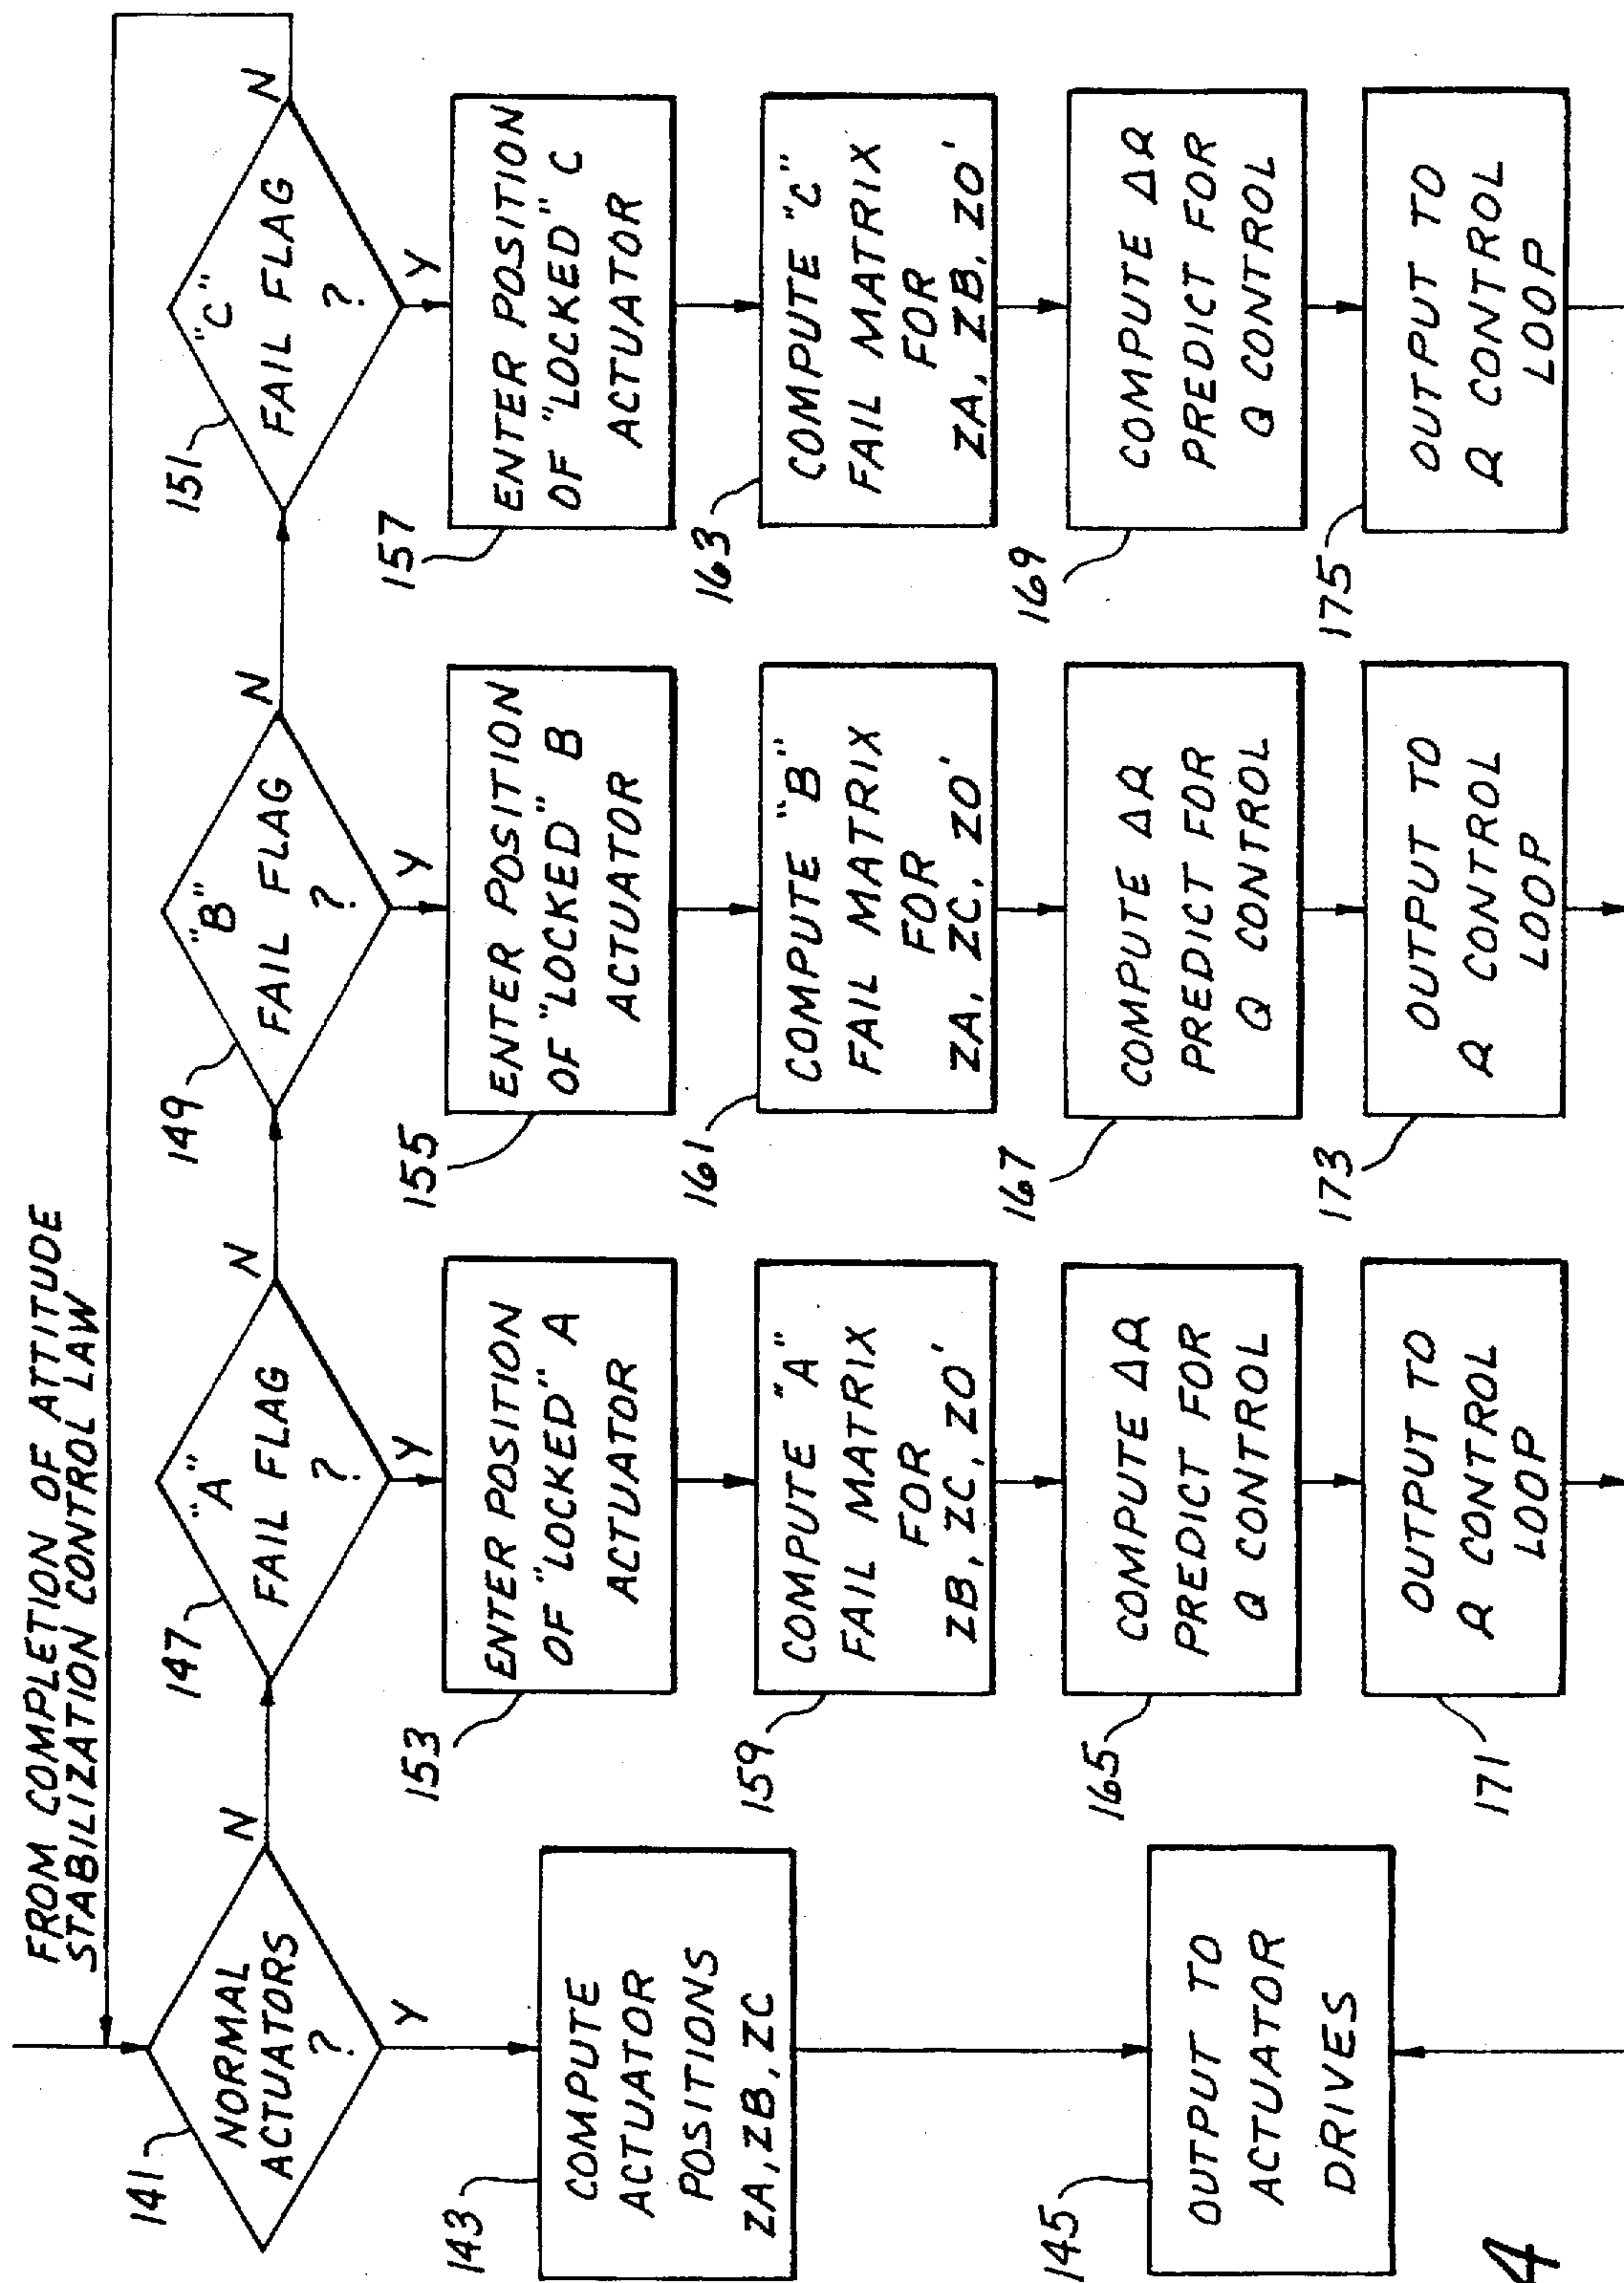 FROM COMPLETION OF ATTITUDE
STABILIZATION CONTROL LAW
141
NORMAL
ACTUATORS
?
N
Y
147
"A"
FAIL FLAG
?
N
Y
149
"B"
FAIL FLAG
?
N
Y
151
"C"
FAIL FLAG
?
N
Y
143
COMPUTE
ACTUATOR
POSITIONS
ZA, ZB, ZC
153
ENTER POSITION
OF "LOCKED" A
ACTUATOR
155
ENTER POSITION
OF "LOCKED" B
ACTUATOR
157
ENTER POSITION
OF "LOCKED" C
ACTUATOR
159
COMPUTE "A"
FAIL MATRIX
FOR
ZB, ZC, ZO'
161
COMPUTE "B"
FAIL MATRIX
FOR
ZA, ZC, ZO'
163
COMPUTE "C"
FAIL MATRIX
FOR
ZA, ZB, ZO'
145
OUTPUT TO
ACTUATOR
DRIVES
165
COMPUTE ΔΩ
PREDICT FOR
Q CONTROL
167
COMPUTE ΔΩ
PREDICT FOR
Q CONTROL
169
COMPUTE ΔΩ
PREDICT FOR
Q CONTROL
171
OUTPUT TO
Ω CONTROL
LOOP
173
OUTPUT TO
Ω CONTROL
LOOP
175
OUTPUT TO
Ω CONTROL
LOOP
4